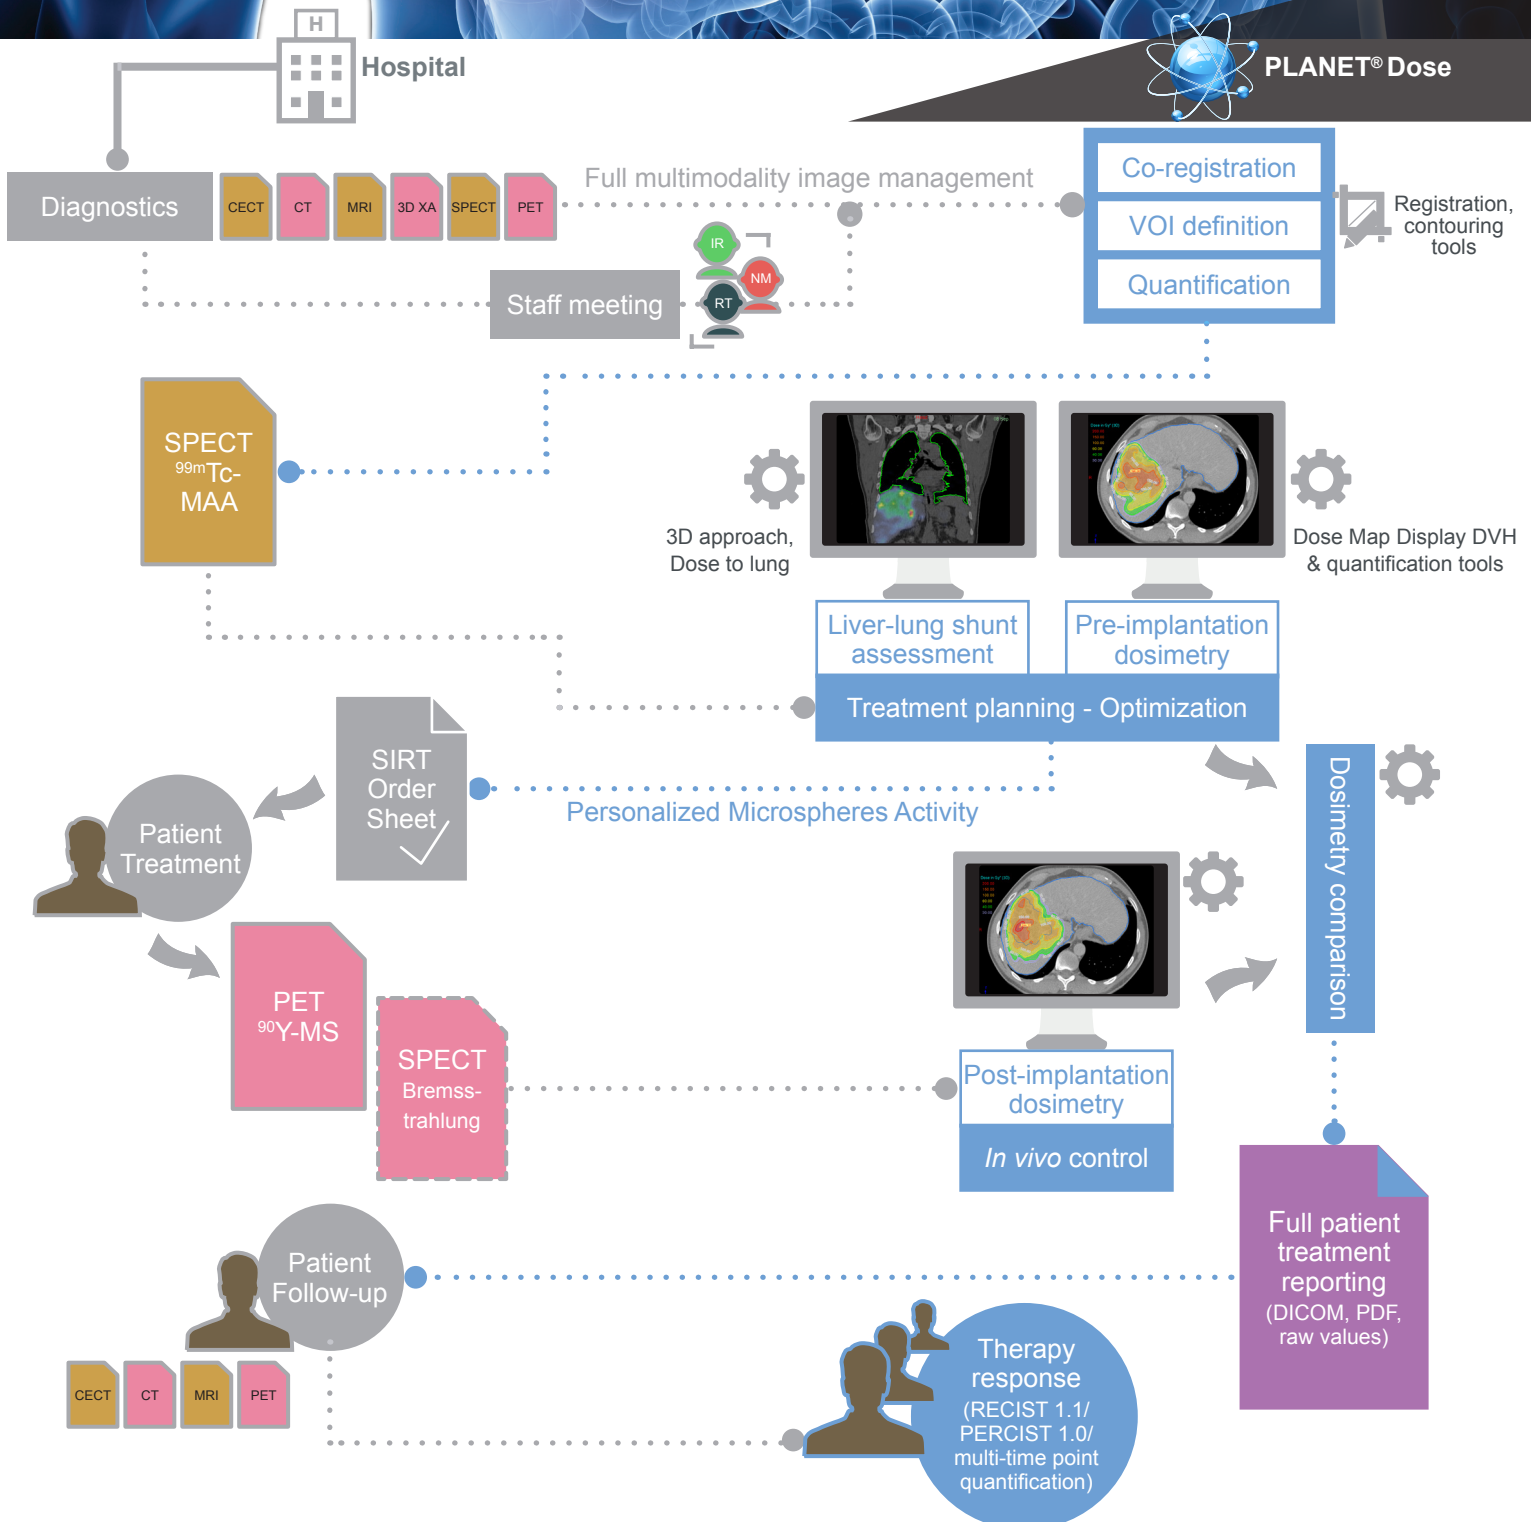 H
Hospital
PLANET® Dose
Diagnostics
CECT
CT
MRI
3D XA
SPECT
PET
Full multimodality image management
Co-registration
VOI definition
Quantification
Registration,
contouring
tools
Staff meeting
IR
NM
RT
SPECT
99mTc-
MAA
3D approach,
Dose to lung
Dose Map Display DVH
& quantification tools
Liver-lung shunt
assessment
Pre-implantation
dosimetry
Treatment planning - Optimization
SIRT
Order
Sheet
Personalized Microspheres Activity
Patient
Treatment
Dosimetry comparison
PET
90Y-MS
SPECT
Bremss-
trahlung
Post-implantation
dosimetry
In vivo control
Full patient
treatment
reporting
(DICOM, PDF,
raw values)
Patient
Follow-up
CECT
CT
MRI
PET
Therapy
response
(RECIST 1.1/
PERCIST 1.0/
multi-time point
quantification)